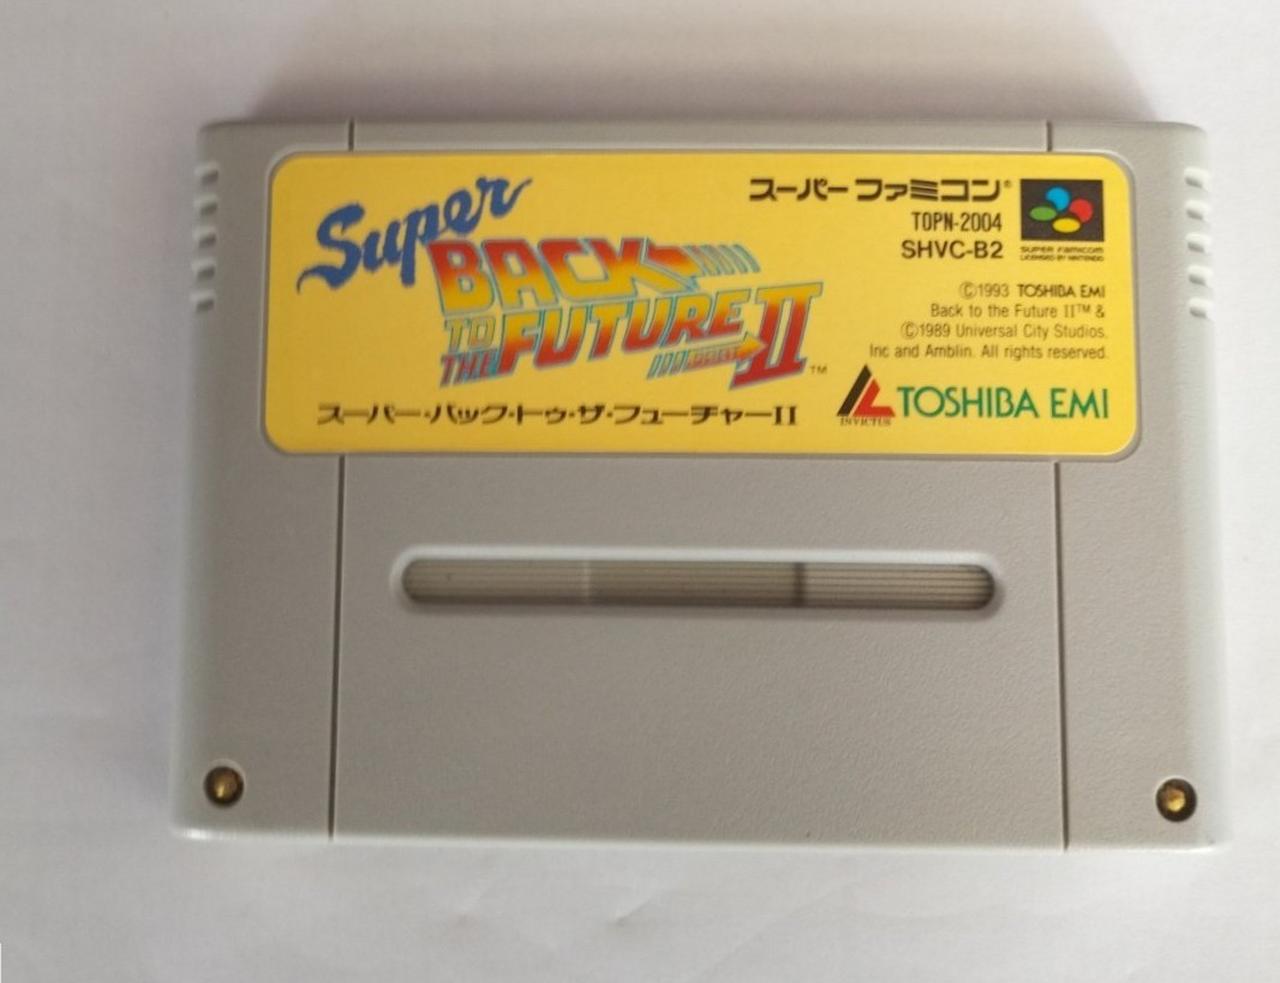 Super
BACK
TO THE FUTURE
PART II™
スーパー・バック・トゥ・ザ・フューチャーII
スーパーファミコン®
TOPN-2004
SHVC-B2
SUPER FAMICOM
LICENSED BY NINTENDO
©1993 TOSHIBA EMI
Back to the Future II™ &
©1989 Universal City Studios.
Inc and Amblin. All rights reserved.
INVICTUS
TOSHIBA EMI